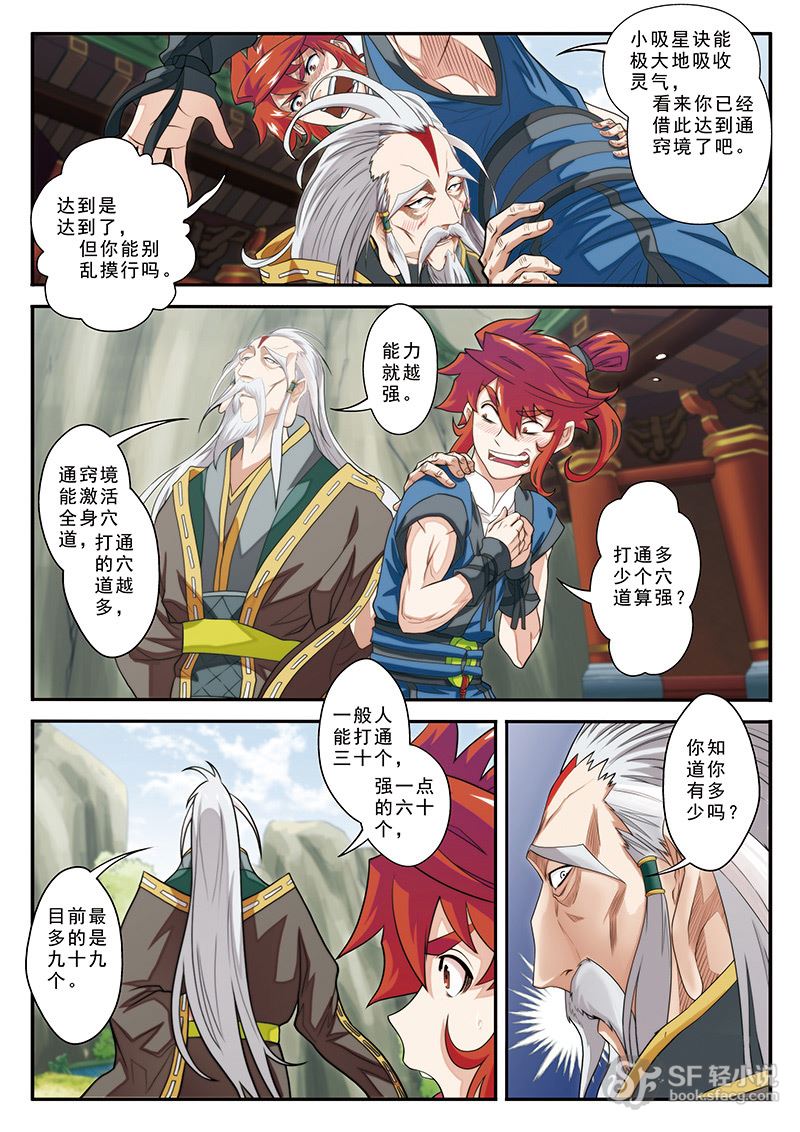 小吸星诀能
极大地吸收
灵气，
看来你已经
借此达到通
窍境了吧。
达到是
达到了，
但你能别
乱摸行吗。
能力
就越
强。
通窍境
能激活
全身穴
道，打通
的穴
道越
多，
打通多
少个穴
道算强？
一般人
能打通
三十个，
强一点
的六十
个，
目前最
多的是
九十九
个。
你知
道你
有多
少吗？
SF轻小说
book.sfacg.com